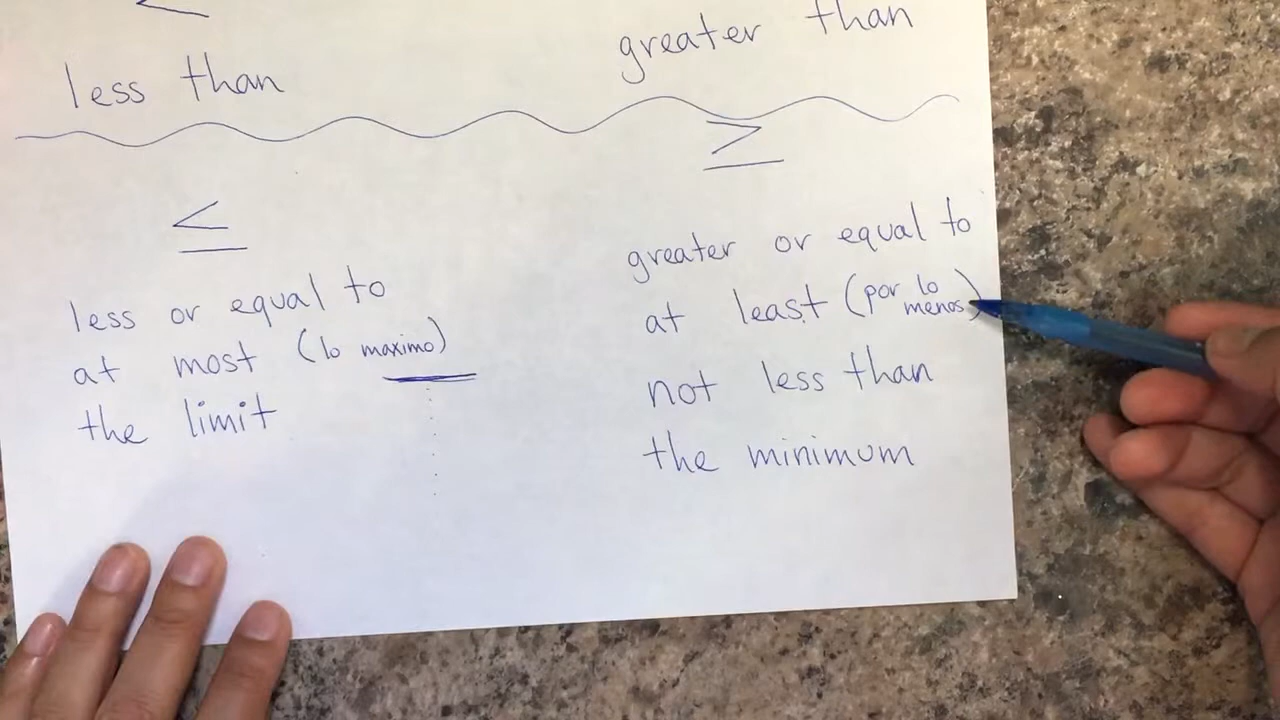 <
less than
greater than
≤
less or equal to
at most (lo maximo)
the limit
≥
greater or equal to
at least (por lo menos)
not less than
the minimum